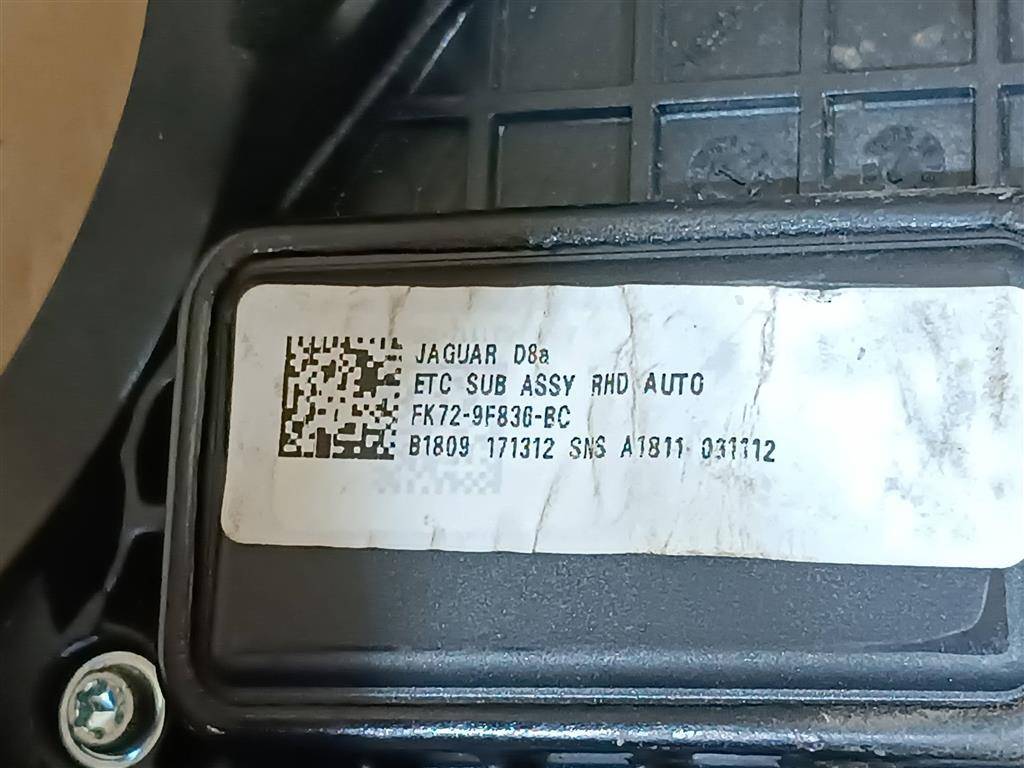 JAGUAR D8a
ETC SUB ASSY RHD AUTO
FK72-9F836-BC
B1809 171312 SNS A1811 031112